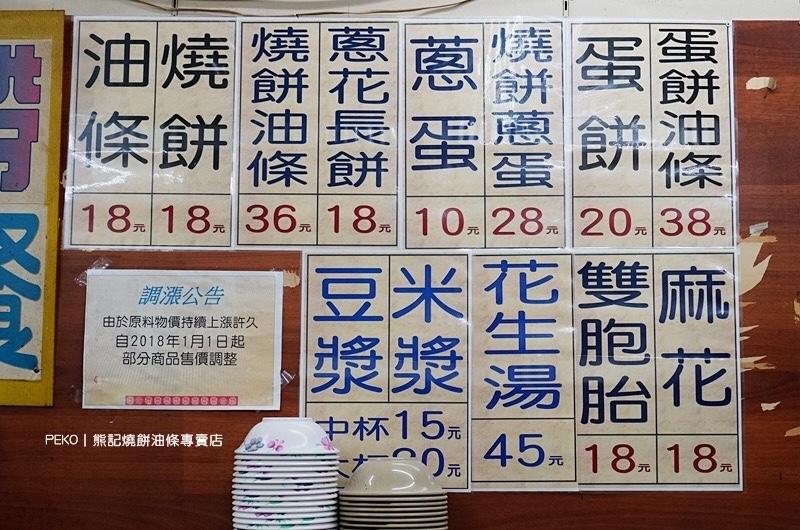 油條 18元
燒餅 18元
燒餅油條 36元
蔥花長餅 18元
蔥蛋 10元
燒餅蔥蛋 28元
蛋餅 20元
蛋餅油條 38元
調漲公告
由於原料物價持續上漲許久
自2018年1月1日起
部分商品售價調整
豆漿 米漿
中杯15元
花生湯 45元
雙胞胎 18元
麻花 18元
餐
PEKO | 熊記燒餅油條專賣店